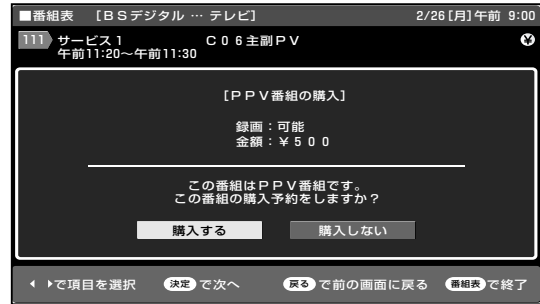 ■番組表 [BSデジタル … テレビ] 2/26[月]午前 9:00
111 サービス1 C06主副PV ¥
午前11:20〜午前11:30
[PPV番組の購入]
録画:可能
金額:¥500
この番組はPPV番組です。
この番組の購入予約をしますか?
購入する 購入しない
で項目を選択 決定 で次へ 戻る で前の画面に戻る 番組表 で終了